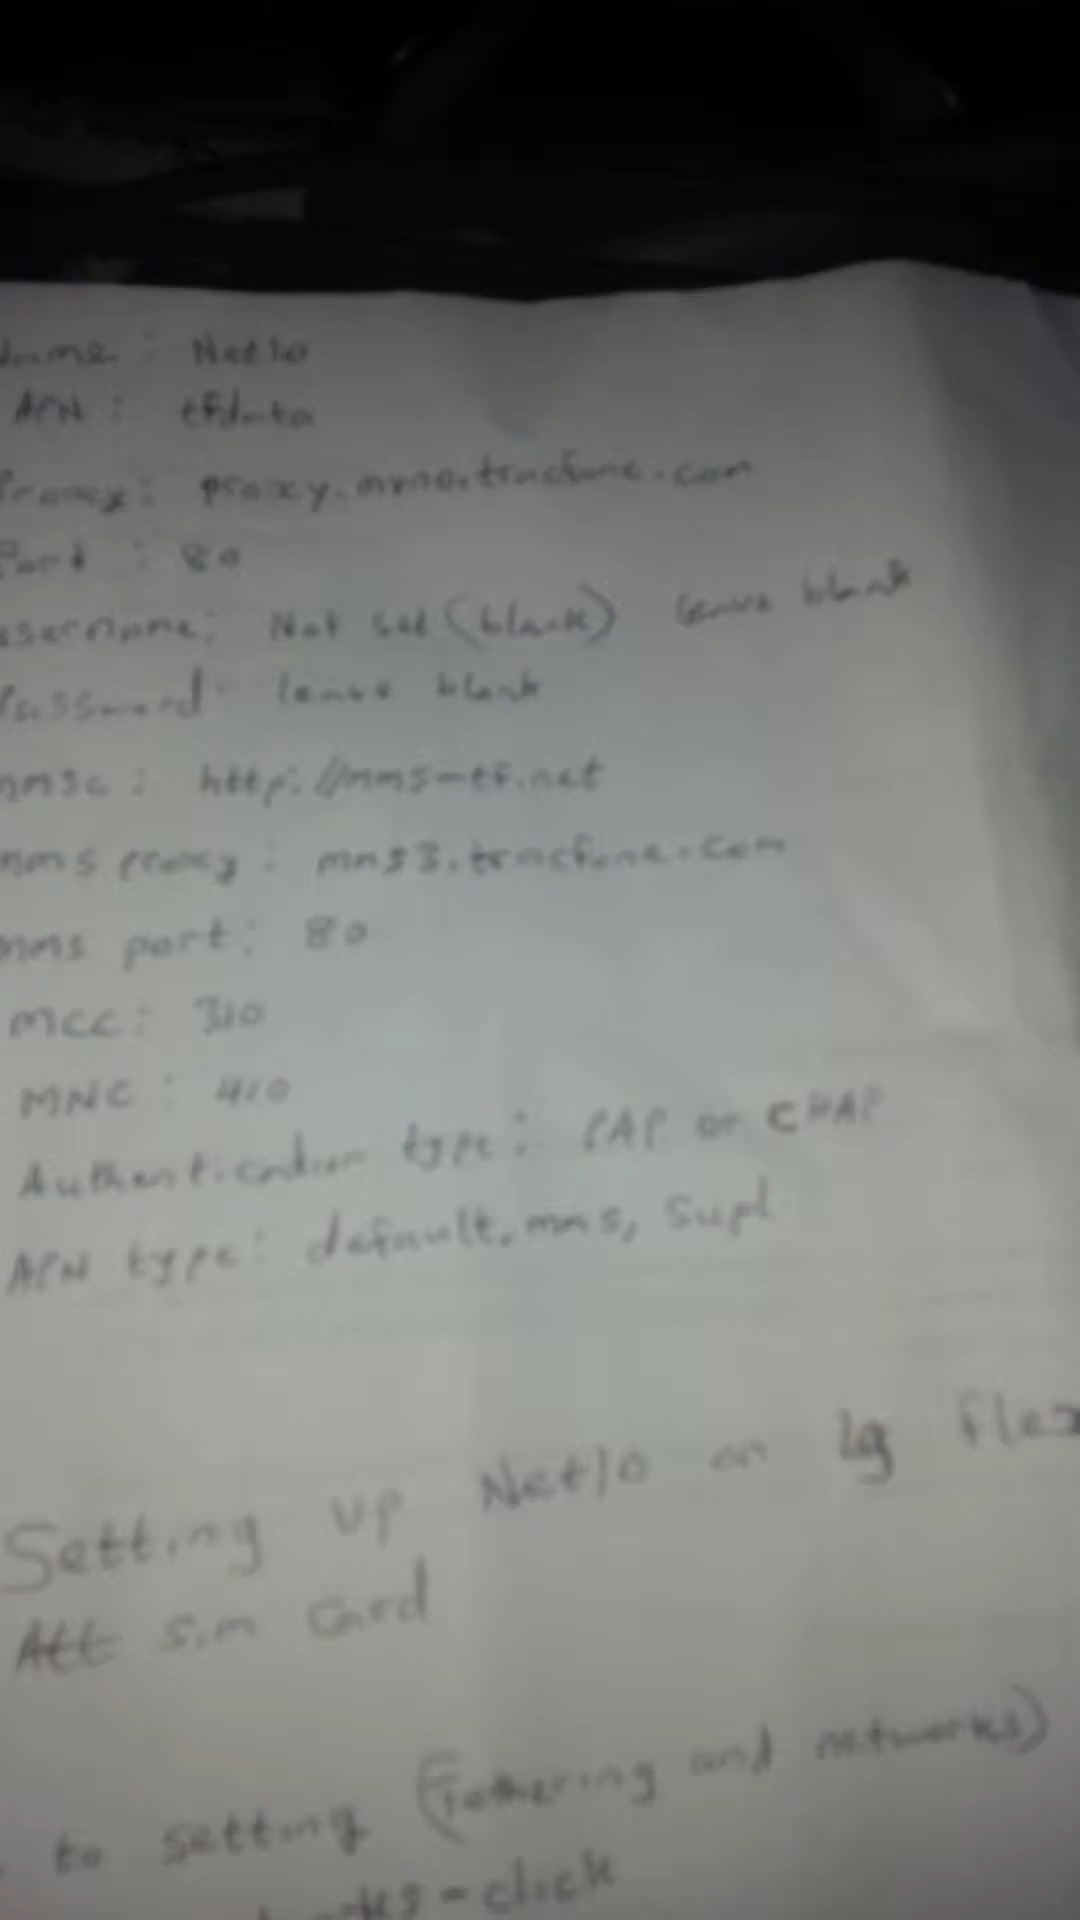 Name: Net10
APN: tfdata
Proxy: proxy.mvno.tracfone.com
Port: 80
username: Not set (blank) leave blank
Password leave blank
mmsc: http://mms-tf.net
mms proxy: mms3.tracfone.com
mms port: 80
MCC: 310
MNC: 410
Authentication type: PAP or CHAP
APN type: default, mms, supl
Setting up Net10 on lg flex
Att sim card
to setting (Tethering and networks)
- click